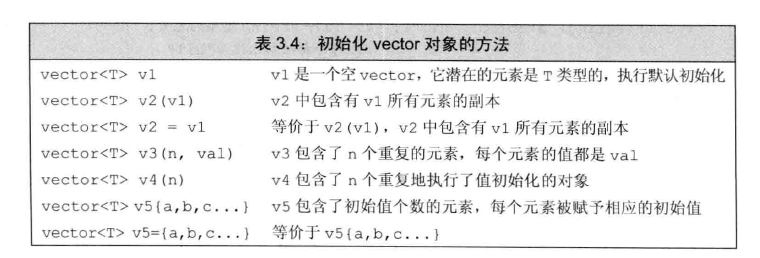 表 3.4：初始化 vector 对象的方法
vector<T> v1 v1 是一个空 vector，它潜在的元素是 T 类型的，执行默认初始化
vector<T> v2(v1) v2 中包含有 v1 所有元素的副本
vector<T> v2 = v1 等价于 v2(v1)，v2 中包含有 v1 所有元素的副本
vector<T> v3(n, val) v3 包含了 n 个重复的元素，每个元素的值都是 val
vector<T> v4(n) v4 包含了 n 个重复地执行了值初始化的对象
vector<T> v5{a,b,c...} v5 包含了初始值个数的元素，每个元素被赋予相应的初始值
vector<T> v5={a,b,c...} 等价于 v5{a,b,c...}